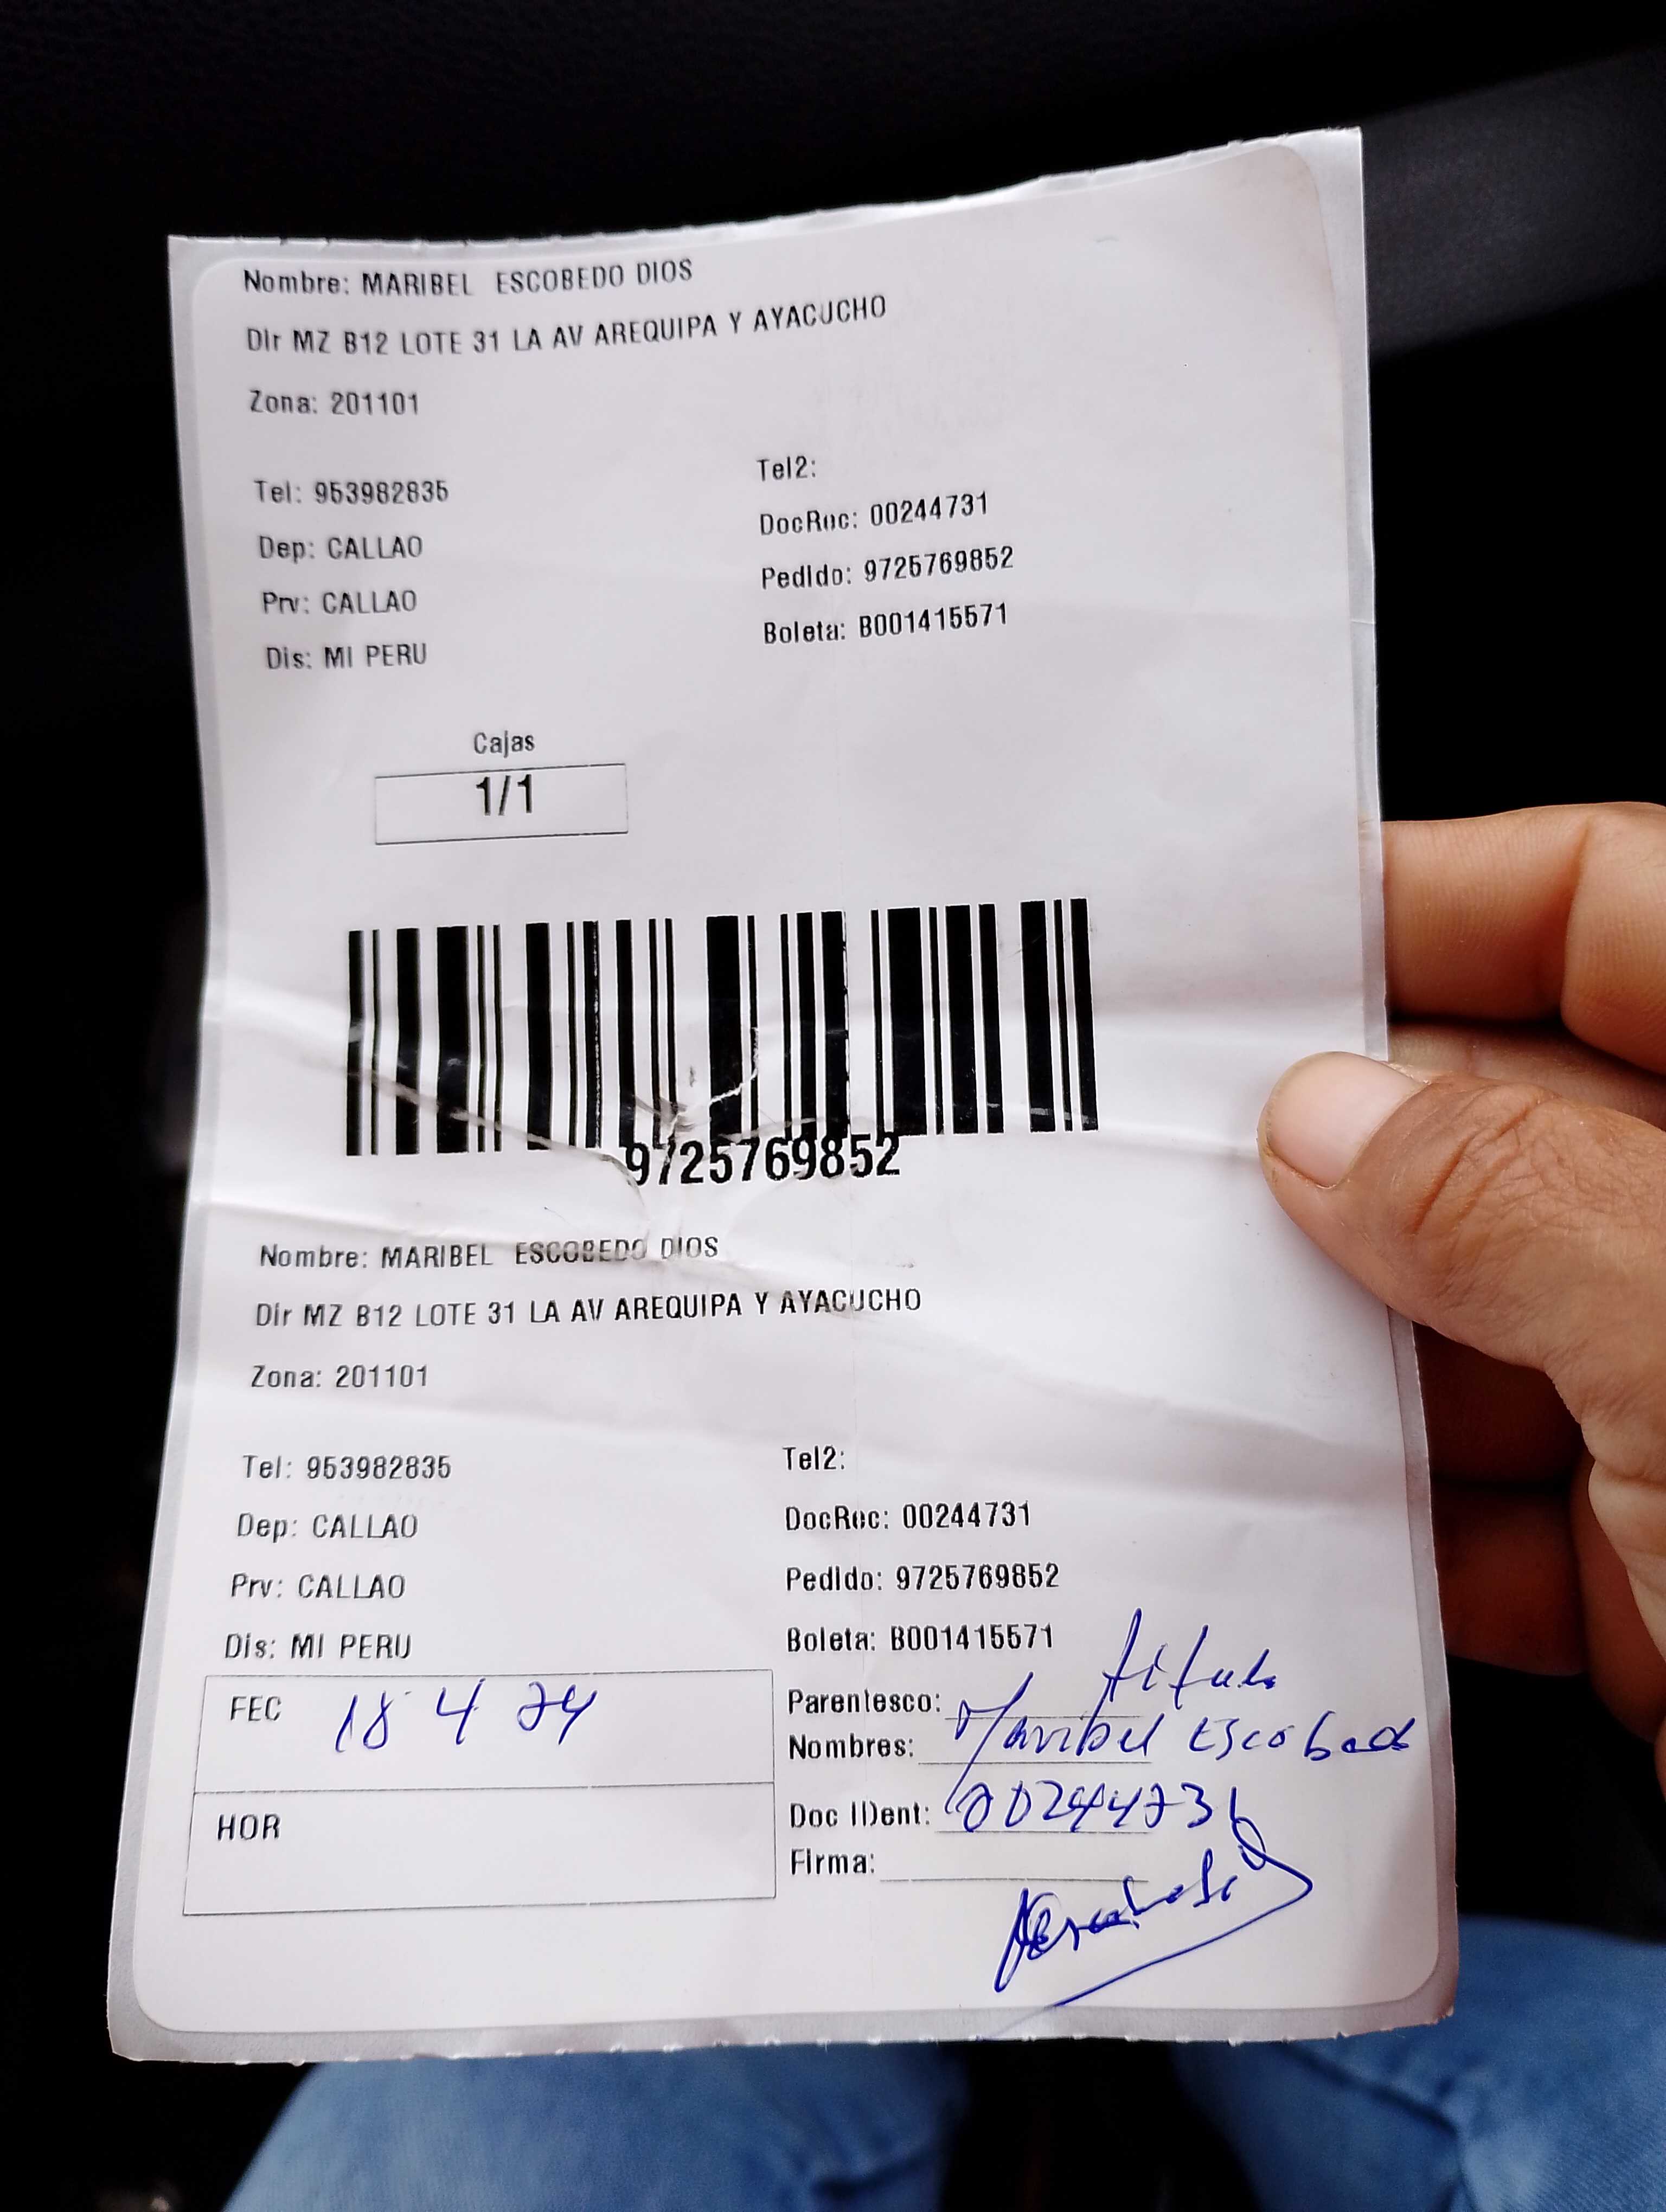 Nombre: MARIBEL ESCOBEDO DIOS
Dir MZ B12 LOTE 31 LA AV AREQUIPA Y AYACUCHO
Zona: 201101
Tel: 953982835
Tel2:
Dep: CALLAO
DocRec: 00244731
Prv: CALLAO
Pedido: 9725769852
Dis: MI PERU
Boleta: B001415571
Cajas
1/1
9725769852
Nombre: MARIBEL ESCOBEDO DIOS
Dir MZ B12 LOTE 31 LA AV AREQUIPA Y AYACUCHO
Zona: 201101
Tel: 953982835
Tel2:
Dep: CALLAO
DocRec: 00244731
Prv: CALLAO
Pedido: 9725769852
Dis: MI PERU
Boleta: B001415571
FEC 18 4 24
Parentesco:
Nombres: Maribel Escobedo
HOR
Doc IDent:
Firma: